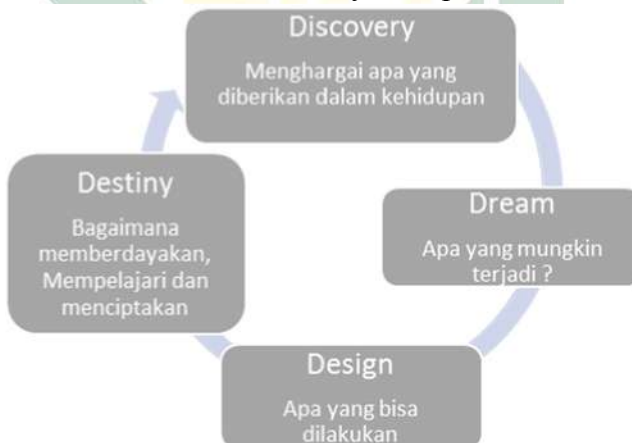 Discovery
Menghargai apa yang
diberikan dalam kehidupan
Dream
Apa yang mungkin
terjadi ?
Design
Apa yang bisa
dilakukan
Destiny
Bagaimana
memberdayakan,
Mempelajari dan
menciptakan